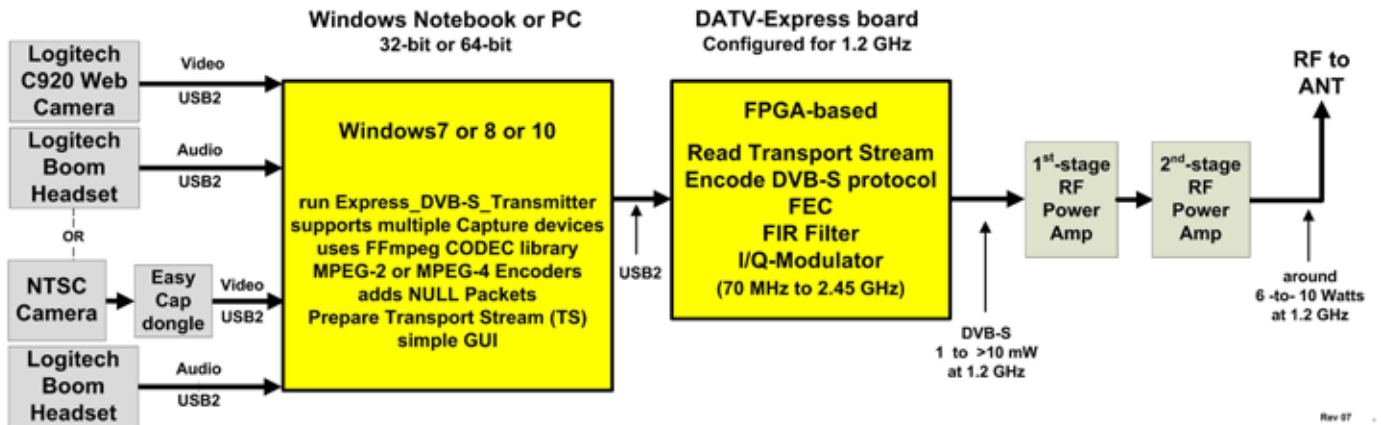 Windows Notebook or PC
32-bit or 64-bit
DATV-Express board
Configured for 1.2 GHz
Logitech
C920 Web
Camera
Video
USB2
Logitech
Boom
Headset
Audio
USB2
OR
NTSC
Camera
Easy
Cap
dongle
Video
USB2
Logitech
Boom
Headset
Audio
USB2
Windows7 or 8 or 10
run Express_DVB-S_Transmitter
supports multiple Capture devices
uses FFmpeg CODEC library
MPEG-2 or MPEG-4 Encoders
adds NULL Packets
Prepare Transport Stream (TS)
simple GUI
USB2
FPGA-based
Read Transport Stream
Encode DVB-S protocol
FEC
FIR Filter
I/Q-Modulator
(70 MHz to 2.45 GHz)
DVB-S
1 to >10 mW
at 1.2 GHz
1st-stage
RF
Power
Amp
2nd-stage
RF
Power
Amp
RF to
ANT
around
6 -to- 10 Watts
at 1.2 GHz
Rev 07